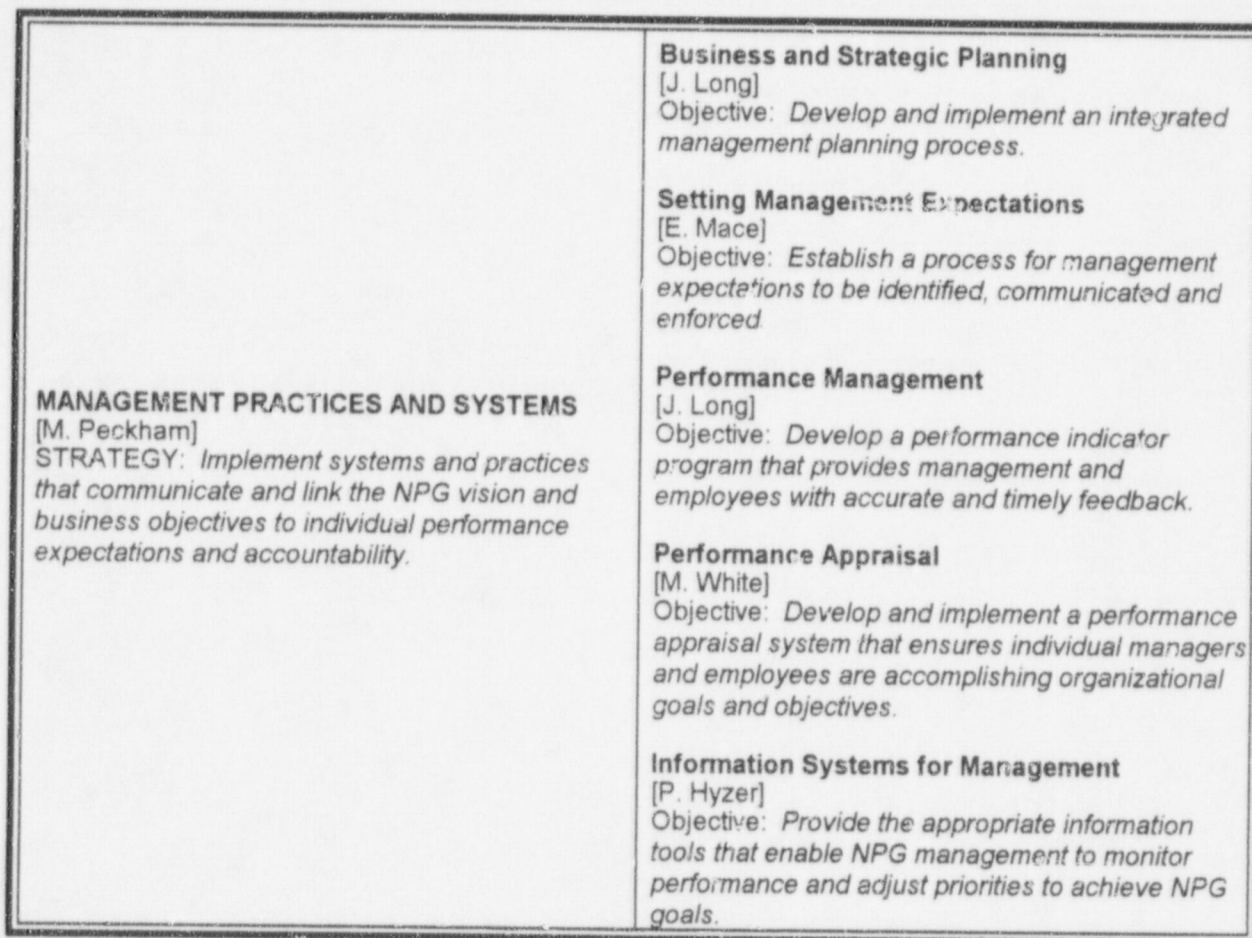 MANAGEMENT PRACTICES AND SYSTEMS
[M. Peckham]
STRATEGY: Implement systems and practices
that communicate and link the NPG vision and
business objectives to individual performance
expectations and accountability.
Business and Strategic Planning
[J. Long]
Objective: Develop and implement an integrated
management planning process.
Setting Management Expectations
[E. Mace]
Objective: Establish a process for management
expectations to be identified, communicated and
enforced.
Performance Management
[J. Long]
Objective: Develop a performance indicator
program that provides management and
employees with accurate and timely feedback.
Performance Appraisal
[M. White]
Objective: Develop and implement a performance
appraisal system that ensures individual managers
and employees are accomplishing organizational
goals and objectives.
Information Systems for Management
[P. Hyzer]
Objective: Provide the appropriate information
tools that enable NPG management to monitor
performance and adjust priorities to achieve NPG
goals.